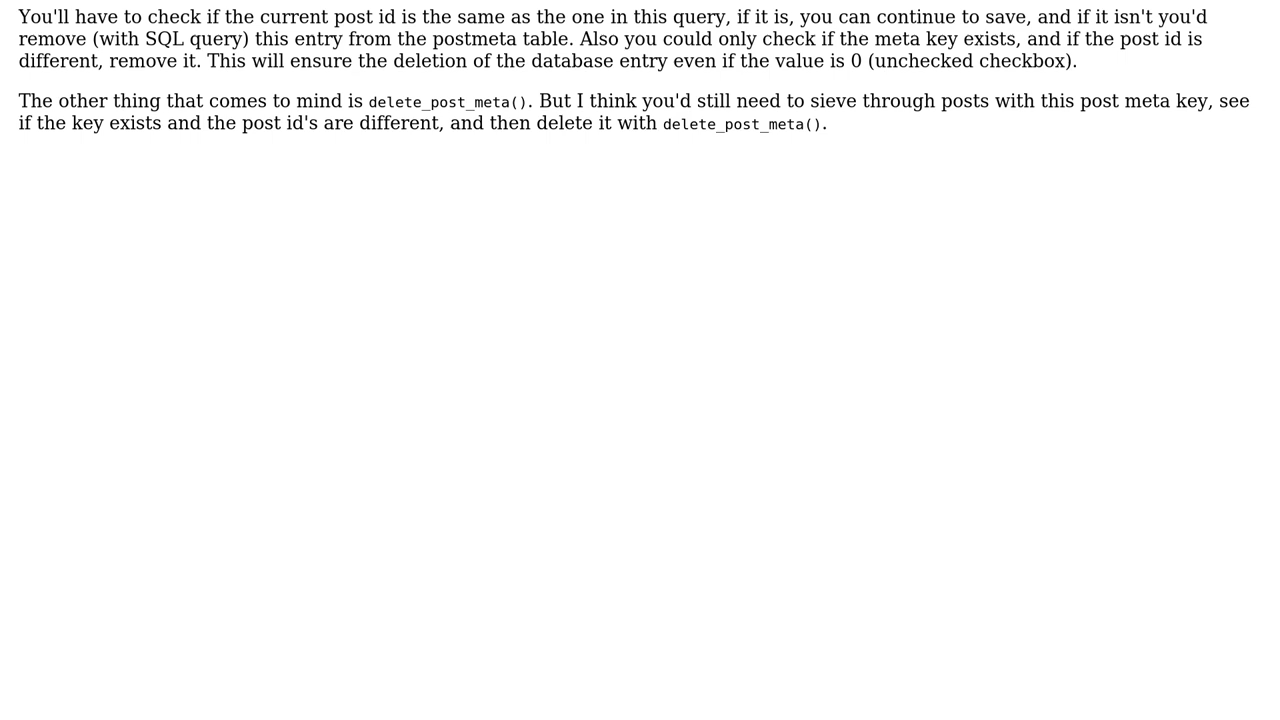 You'll have to check if the current post id is the same as the one in this query, if it is, you can continue to save, and if it isn't you'd
remove (with SQL query) this entry from the postmeta table. Also you could only check if the meta key exists, and if the post id is
different, remove it. This will ensure the deletion of the database entry even if the value is 0 (unchecked checkbox).
The other thing that comes to mind is delete_post_meta(). But I think you'd still need to sieve through posts with this post meta key, see
if the key exists and the post id's are different, and then delete it with delete_post_meta().